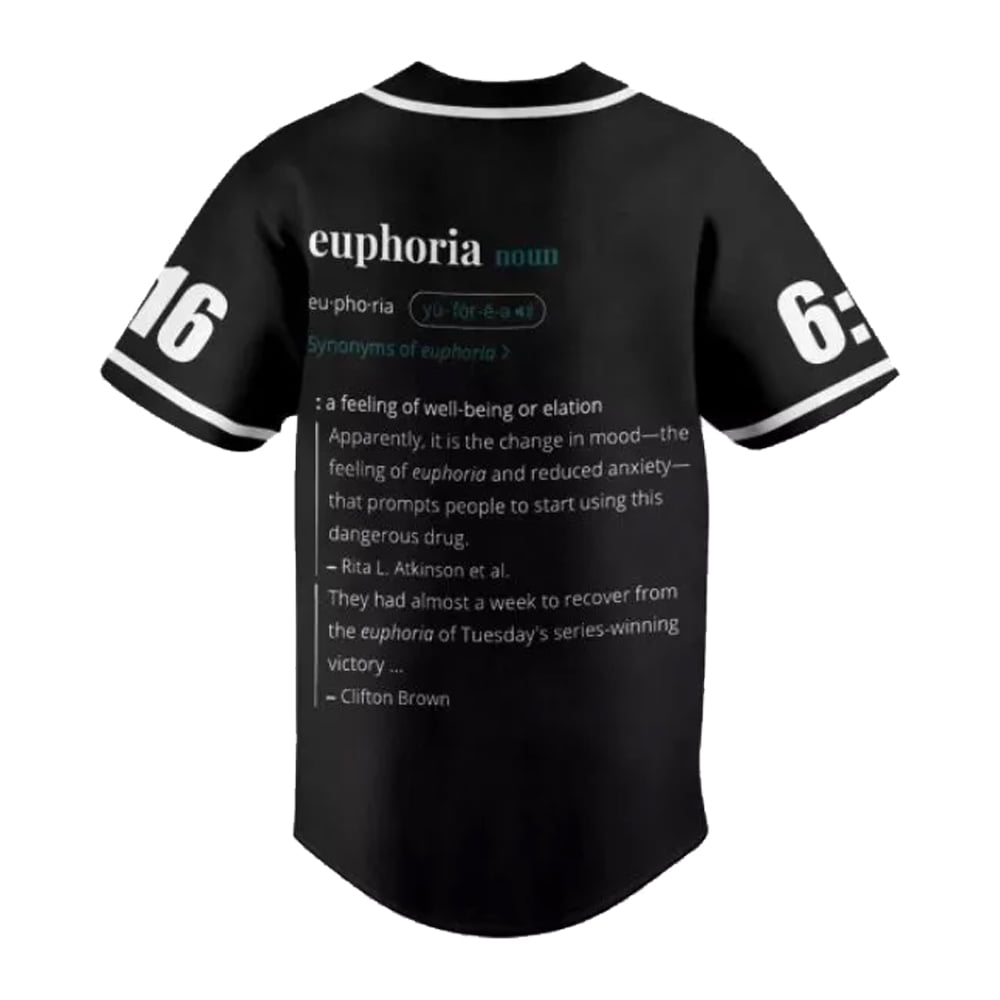 euphoria noun
eu·pho·ria yu̇-ˈfȯr-ē-ə
Synonyms of euphoria >
16
6:
: a feeling of well-being or elation
Apparently, it is the change in mood—the
feeling of euphoria and reduced anxiety—
that prompts people to start using this
dangerous drug.
– Rita L. Atkinson et al.
They had almost a week to recover from
the euphoria of Tuesday's series-winning
victory ...
– Clifton Brown